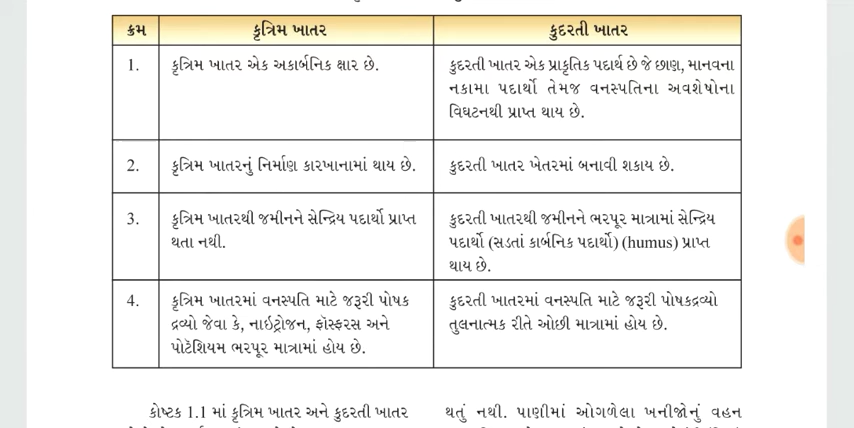 ક્રમ કૃત્રિમ ખાતર કુદરતી ખાતર
1. કૃત્રિમ ખાતર એક અકાર્બનિક ક્ષાર છે.
કુદરતી ખાતર એક પ્રાકૃતિક પદાર્થ છે જે છાણ, માનવના
નકામા પદાર્થો તેમજ વનસ્પતિના અવશેષોના
વિઘટનથી પ્રાપ્ત થાય છે.
2. કૃત્રિમ ખાતરનું નિર્માણ કારખાનામાં થાય છે.
કુદરતી ખાતર ખેતરમાં બનાવી શકાય છે.
3. કૃત્રિમ ખાતરથી જમીનને સેન્દ્રિય પદાર્થો પ્રાપ્ત
થતા નથી.
કુદરતી ખાતરથી જમીનને ભરપૂર માત્રામાં સેન્દ્રિય
પદાર્થો (સડતાં કાર્બનિક પદાર્થો) (humus) પ્રાપ્ત
થાય છે.
4. કૃત્રિમ ખાતરમાં વનસ્પતિ માટે જરૂરી પોષક
દ્રવ્યો જેવા કે, નાઇટ્રોજન, ફૉસ્ફરસ અને
પોટૅશિયમ ભરપૂર માત્રામાં હોય છે.
કુદરતી ખાતરમાં વનસ્પતિ માટે જરૂરી પોષકદ્રવ્યો
તુલનાત્મક રીતે ઓછી માત્રામાં હોય છે.
કોષ્ટક 1.1 માં કૃત્રિમ ખાતર અને કુદરતી ખાતર
થતું નથી. પાણીમાં ઓગળેલા ખનીજોનું વહન